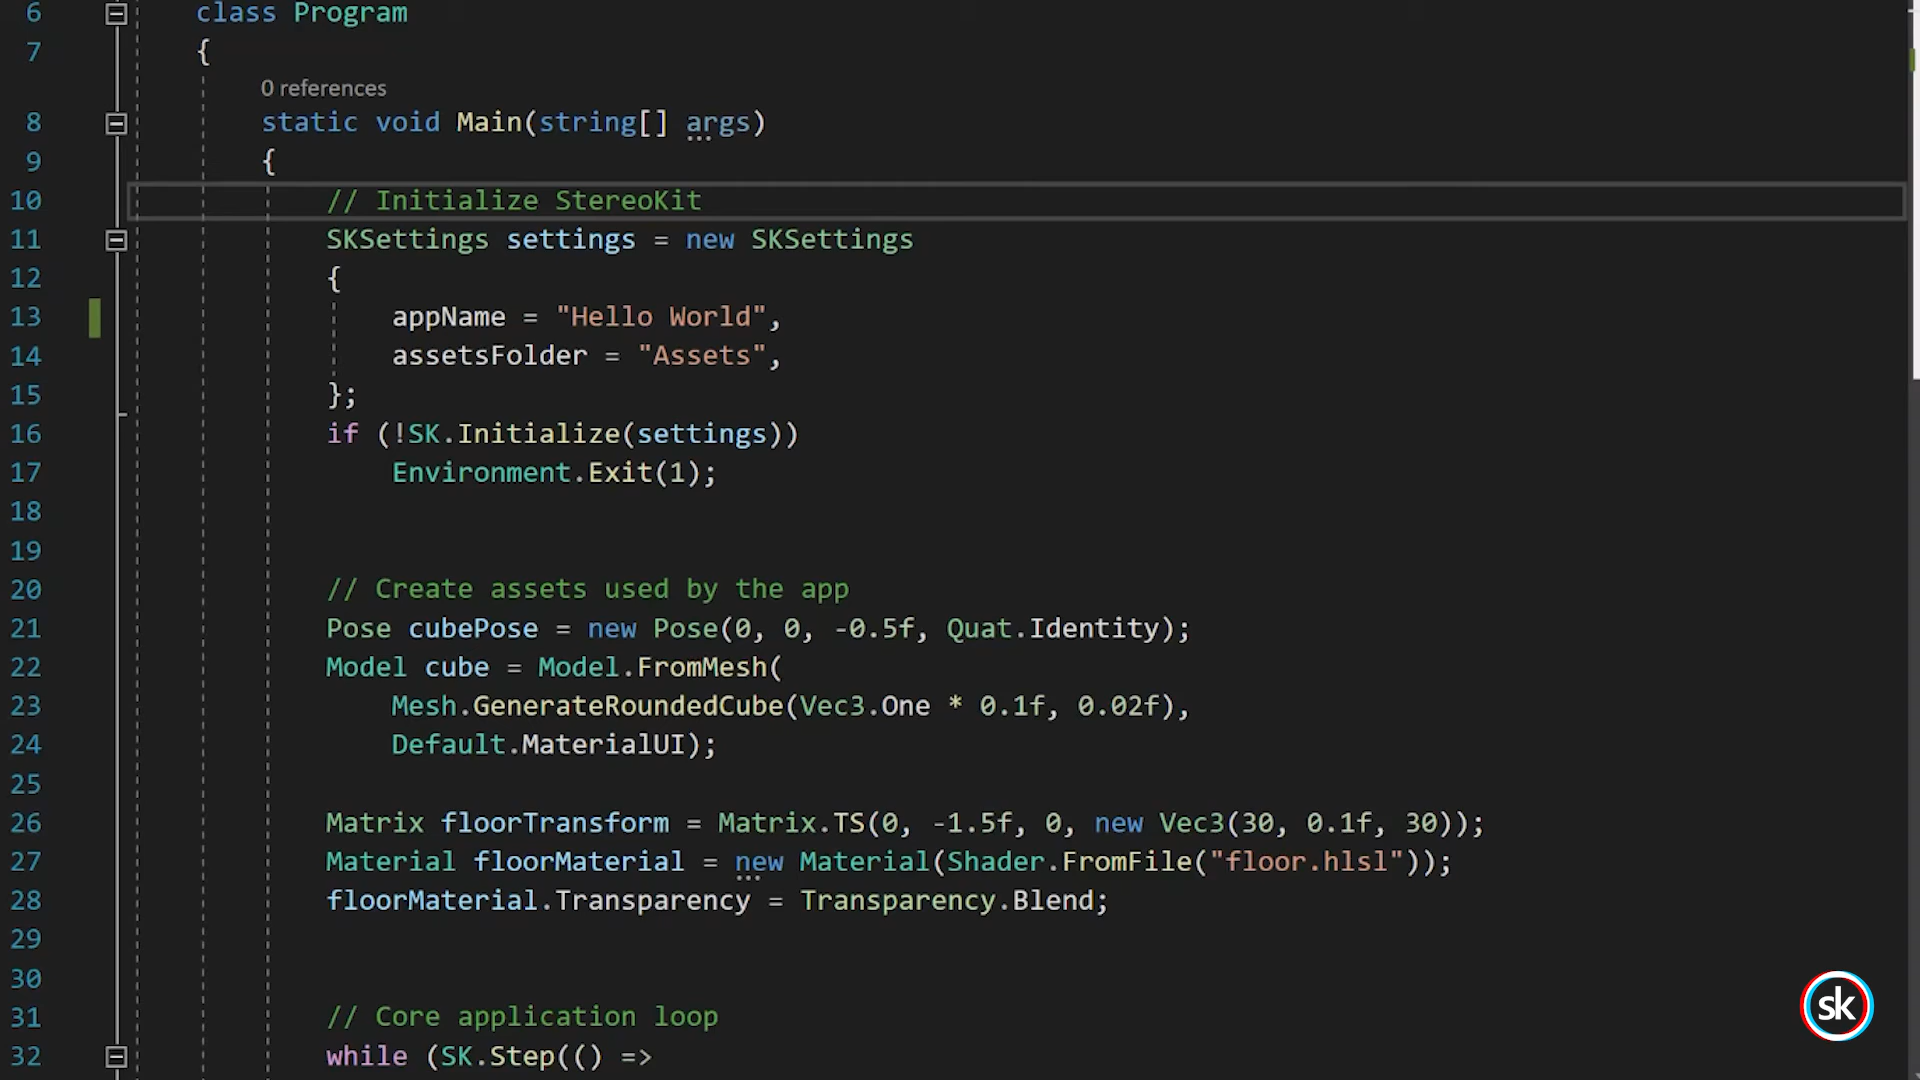 6 class Program
7 {
0 references
8 static void Main(string[] args)
9 {
10 // Initialize StereoKit
11 SKSettings settings = new SKSettings
12 {
13 appName = "Hello World",
14 assetsFolder = "Assets",
15 };
16 if (!SK.Initialize(settings))
17 Environment.Exit(1);
18
19
20 // Create assets used by the app
21 Pose cubePose = new Pose(0, 0, -0.5f, Quat.Identity);
22 Model cube = Model.FromMesh(
23 Mesh.GenerateRoundedCube(Vec3.One * 0.1f, 0.02f),
24 Default.MaterialUI);
25
26 Matrix floorTransform = Matrix.TS(0, -1.5f, 0, new Vec3(30, 0.1f, 30));
27 Material floorMaterial = new Material(Shader.FromFile("floor.hlsl"));
28 floorMaterial.Transparency = Transparency.Blend;
29
30
31 // Core application loop
32 while (SK.Step(() =>
sk